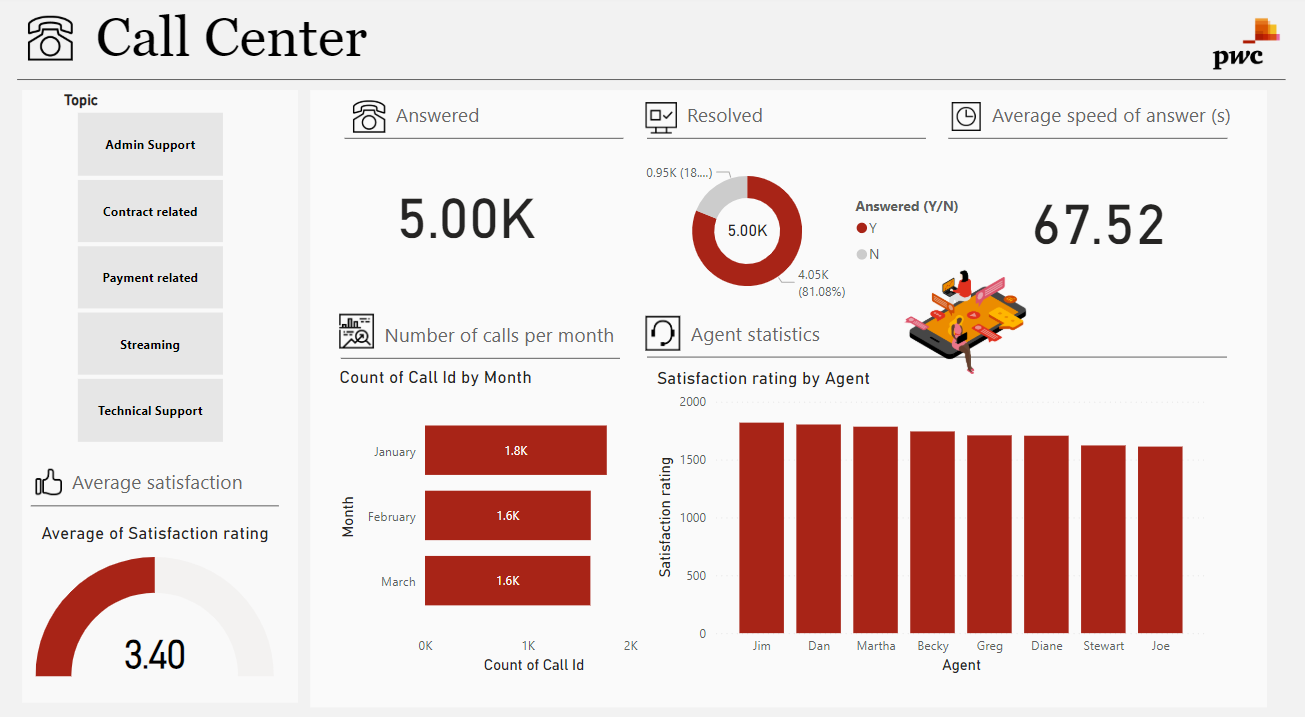 Call Center
pwc
Topic
Admin Support
Contract related
Payment related
Streaming
Technical Support
Average satisfaction
Average of Satisfaction rating
3.40
Answered
5.00K
Resolved
0.95K (18....)
5.00K
4.05K
(81.08%)
Answered (Y/N)
Y
N
Average speed of answer (s)
67.52
Number of calls per month
Count of Call Id by Month
Month
January
1.8K
February
1.6K
March
1.6K
0K 1K 2K
Count of Call Id
Agent statistics
Satisfaction rating by Agent
Satisfaction rating
2000
1500
1000
500
0
Jim Dan Martha Becky Greg Diane Stewart Joe
Agent